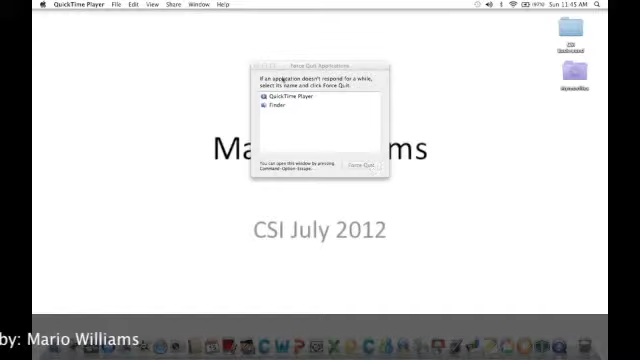 QuickTime Player File Edit View Share Window Help
(97%) Sun 11:45 AM
CSI
Force Quit Applications
If an application doesn't respond for a while,
select its name and click Force Quit.
QuickTime Player
Finder
You can open this window by pressing
Command-Option-Escape.
Force Quit
Ma ms
CSI July 2012
by: Mario Williams